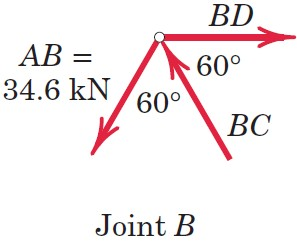 BD
AB =
34.6 kN
60°
60°
BC
Joint B